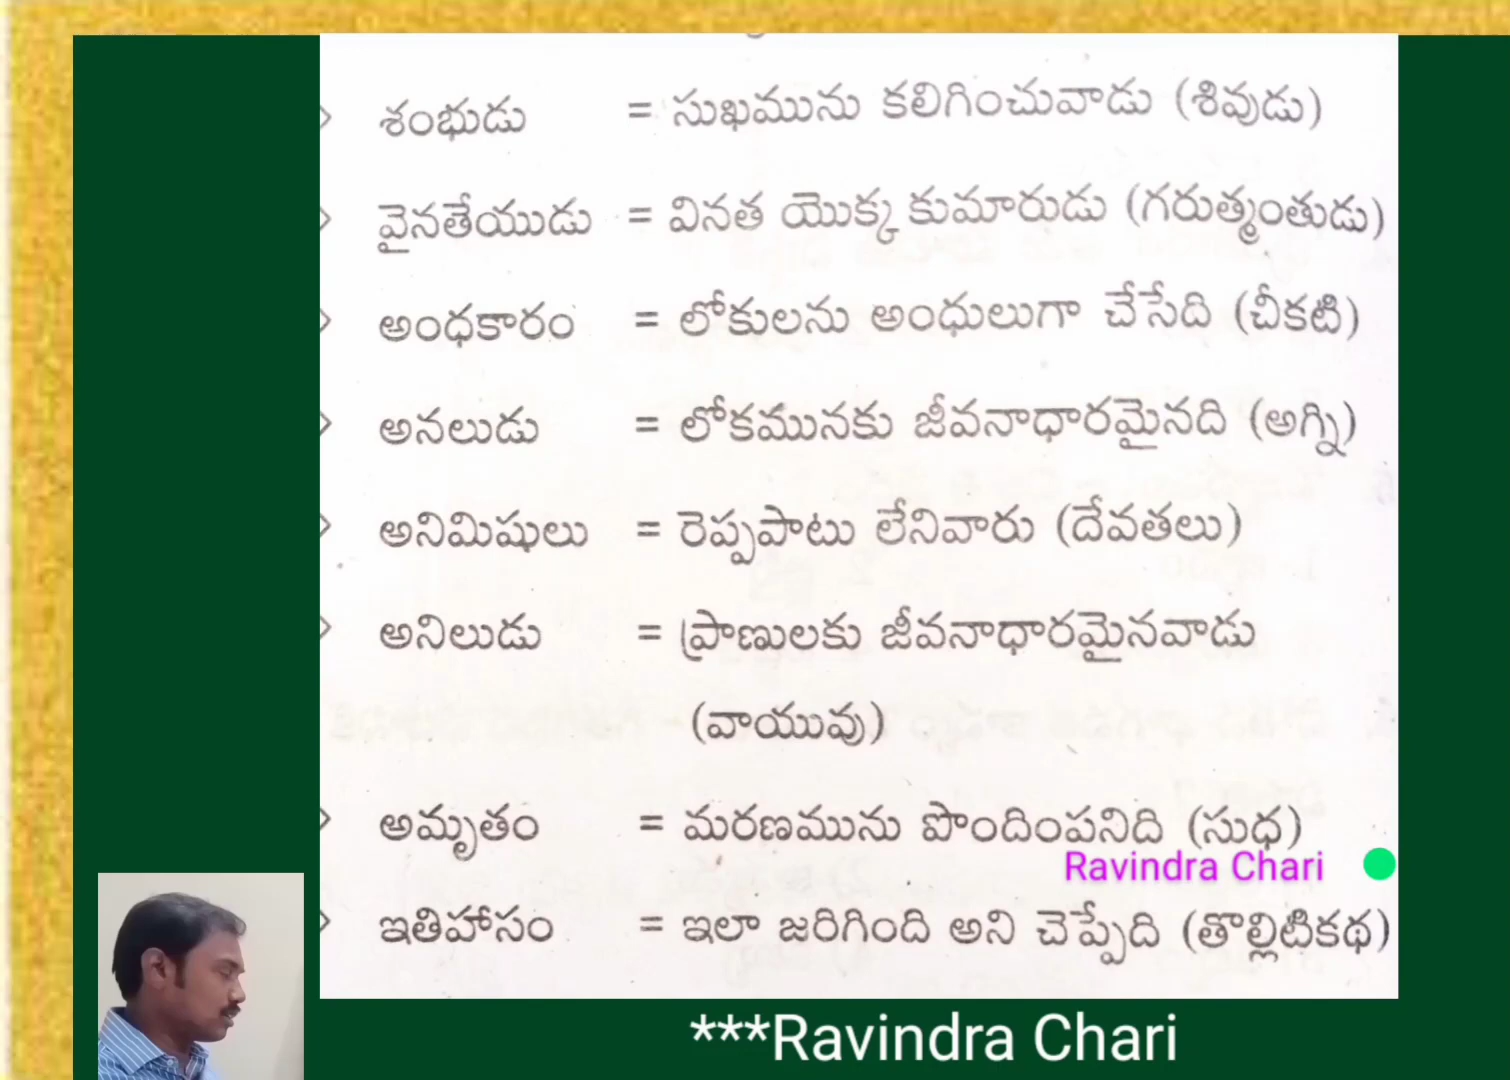 శంభుడు = సుఖమును కలిగించువాడు (శివుడు)
వైనతేయుడు = వినత యొక్క కుమారుడు (గరుత్మంతుడు)
అంధకారం = లోకులను అంధులుగా చేసేది (చీకటి)
అనలుడు = లోకమునకు జీవనాధారమైనది (అగ్ని)
అనిమిషులు = రెప్పపాటు లేనివారు (దేవతలు)
అనిలుడు = ప్రాణులకు జీవనాధారమైనవాడు
(వాయువు)
అమృతం = మరణమును పొందింపనిది (సుధ)
Ravindra Chari
ఇతిహాసం = ఇలా జరిగింది అని చెప్పేది (తొల్లిటికథ)
***Ravindra Chari